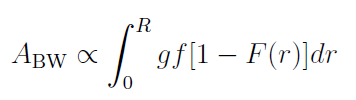 A_BW ∝ ∫_0^R gf[1 − F(r)]dr